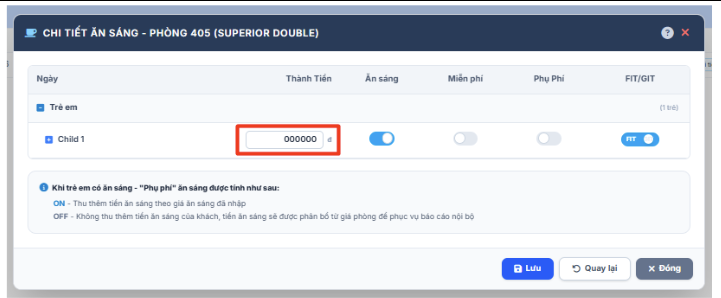 CHI TIẾT ĂN SÁNG - PHÒNG 405 (SUPERIOR DOUBLE)
Ngày Thành Tiền Ăn sáng Miễn phí Phụ Phí FIT/GIT
Trẻ em (1 trẻ)
Child 1 000000 đ FIT
Khi trẻ em có ăn sáng - "Phụ phí" ăn sáng được tính như sau:
ON - Thu thêm tiền ăn sáng theo giá ăn sáng đã nhập
OFF - Không thu thêm tiền ăn sáng của khách, tiền ăn sáng sẽ được phân bổ từ giá phòng để phục vụ báo cáo nội bộ
Lưu Quay lại × Đóng